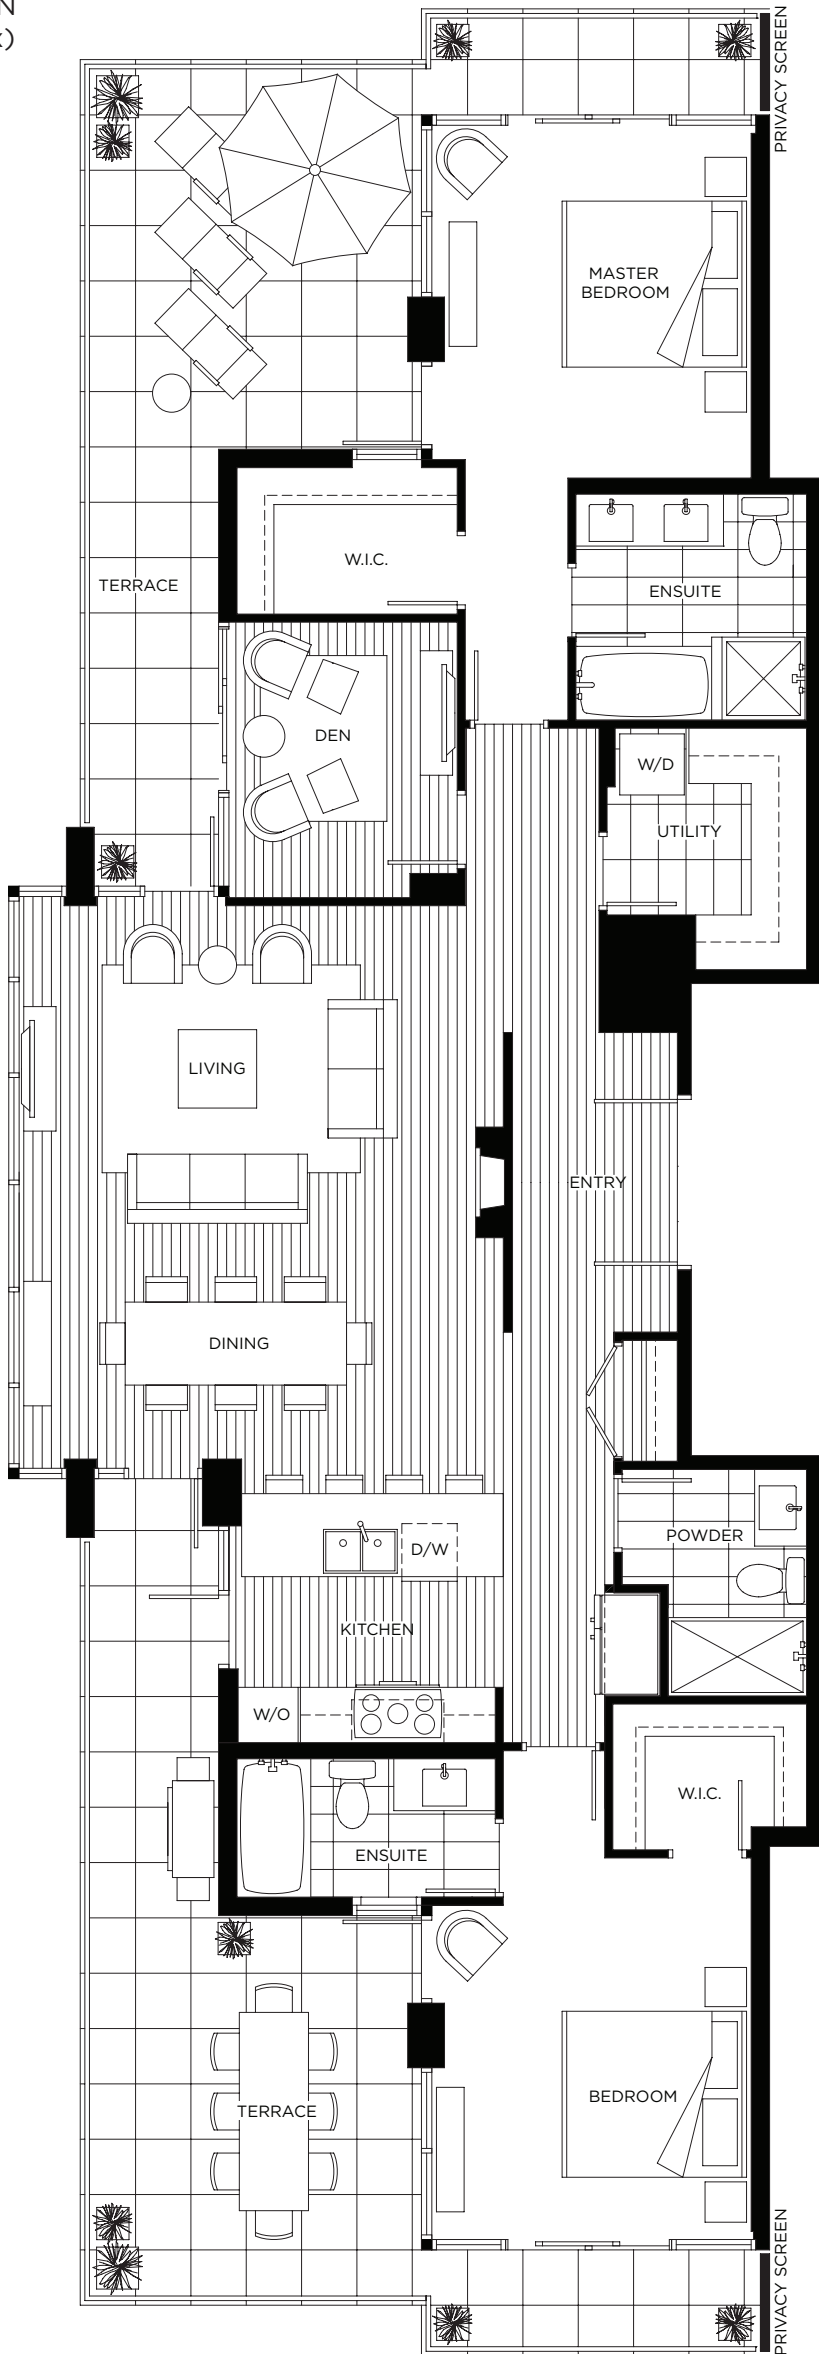 N
x)
PRIVACY SCREEN
MASTER
BEDROOM
W.I.C.
TERRACE
ENSUITE
DEN
W/D
UTILITY
LIVING
ENTRY
DINING
POWDER
D/W
KITCHEN
W/O
W.I.C.
ENSUITE
BEDROOM
TERRACE
PRIVACY SCREEN